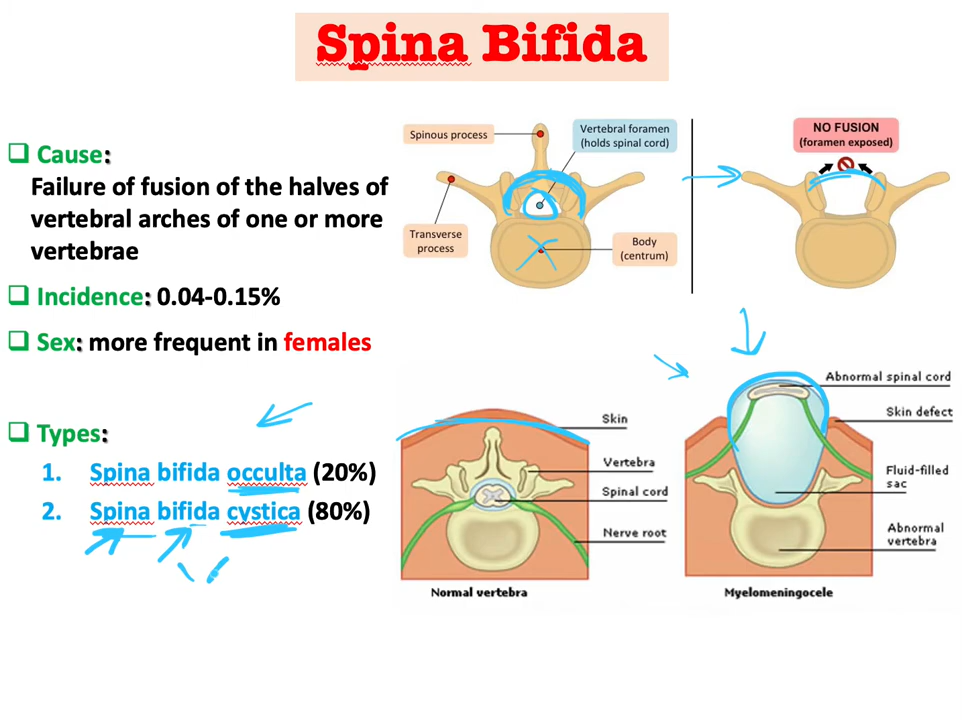 Spina Bifida
❑ Cause:
Failure of fusion of the halves of
vertebral arches of one or more
vertebrae
❑ Incidence: 0.04-0.15%
❑ Sex: more frequent in females
❑ Types:
1. Spina bifida occulta (20%)
2. Spina bifida cystica (80%)
Spinous process
Vertebral foramen
(holds spinal cord)
Transverse
process
Body
(centrum)
NO FUSION
(foramen exposed)
Skin
Vertebra
Spinal cord
Nerve root
Normal vertebra
Abnormal spinal cord
Skin defect
Fluid-filled
sac
Abnormal
vertebra
Myelomeningocele